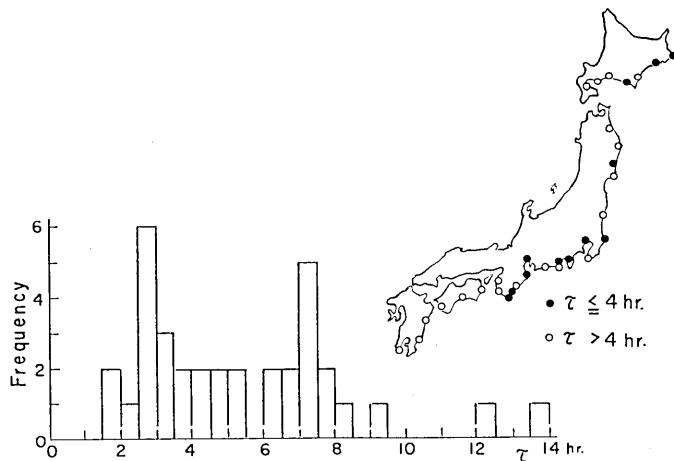 Frequency
6
4
2
0
0 2 4 6 8 10 12 τ 14 hr.
● τ ≦ 4 hr.
○ τ > 4 hr.